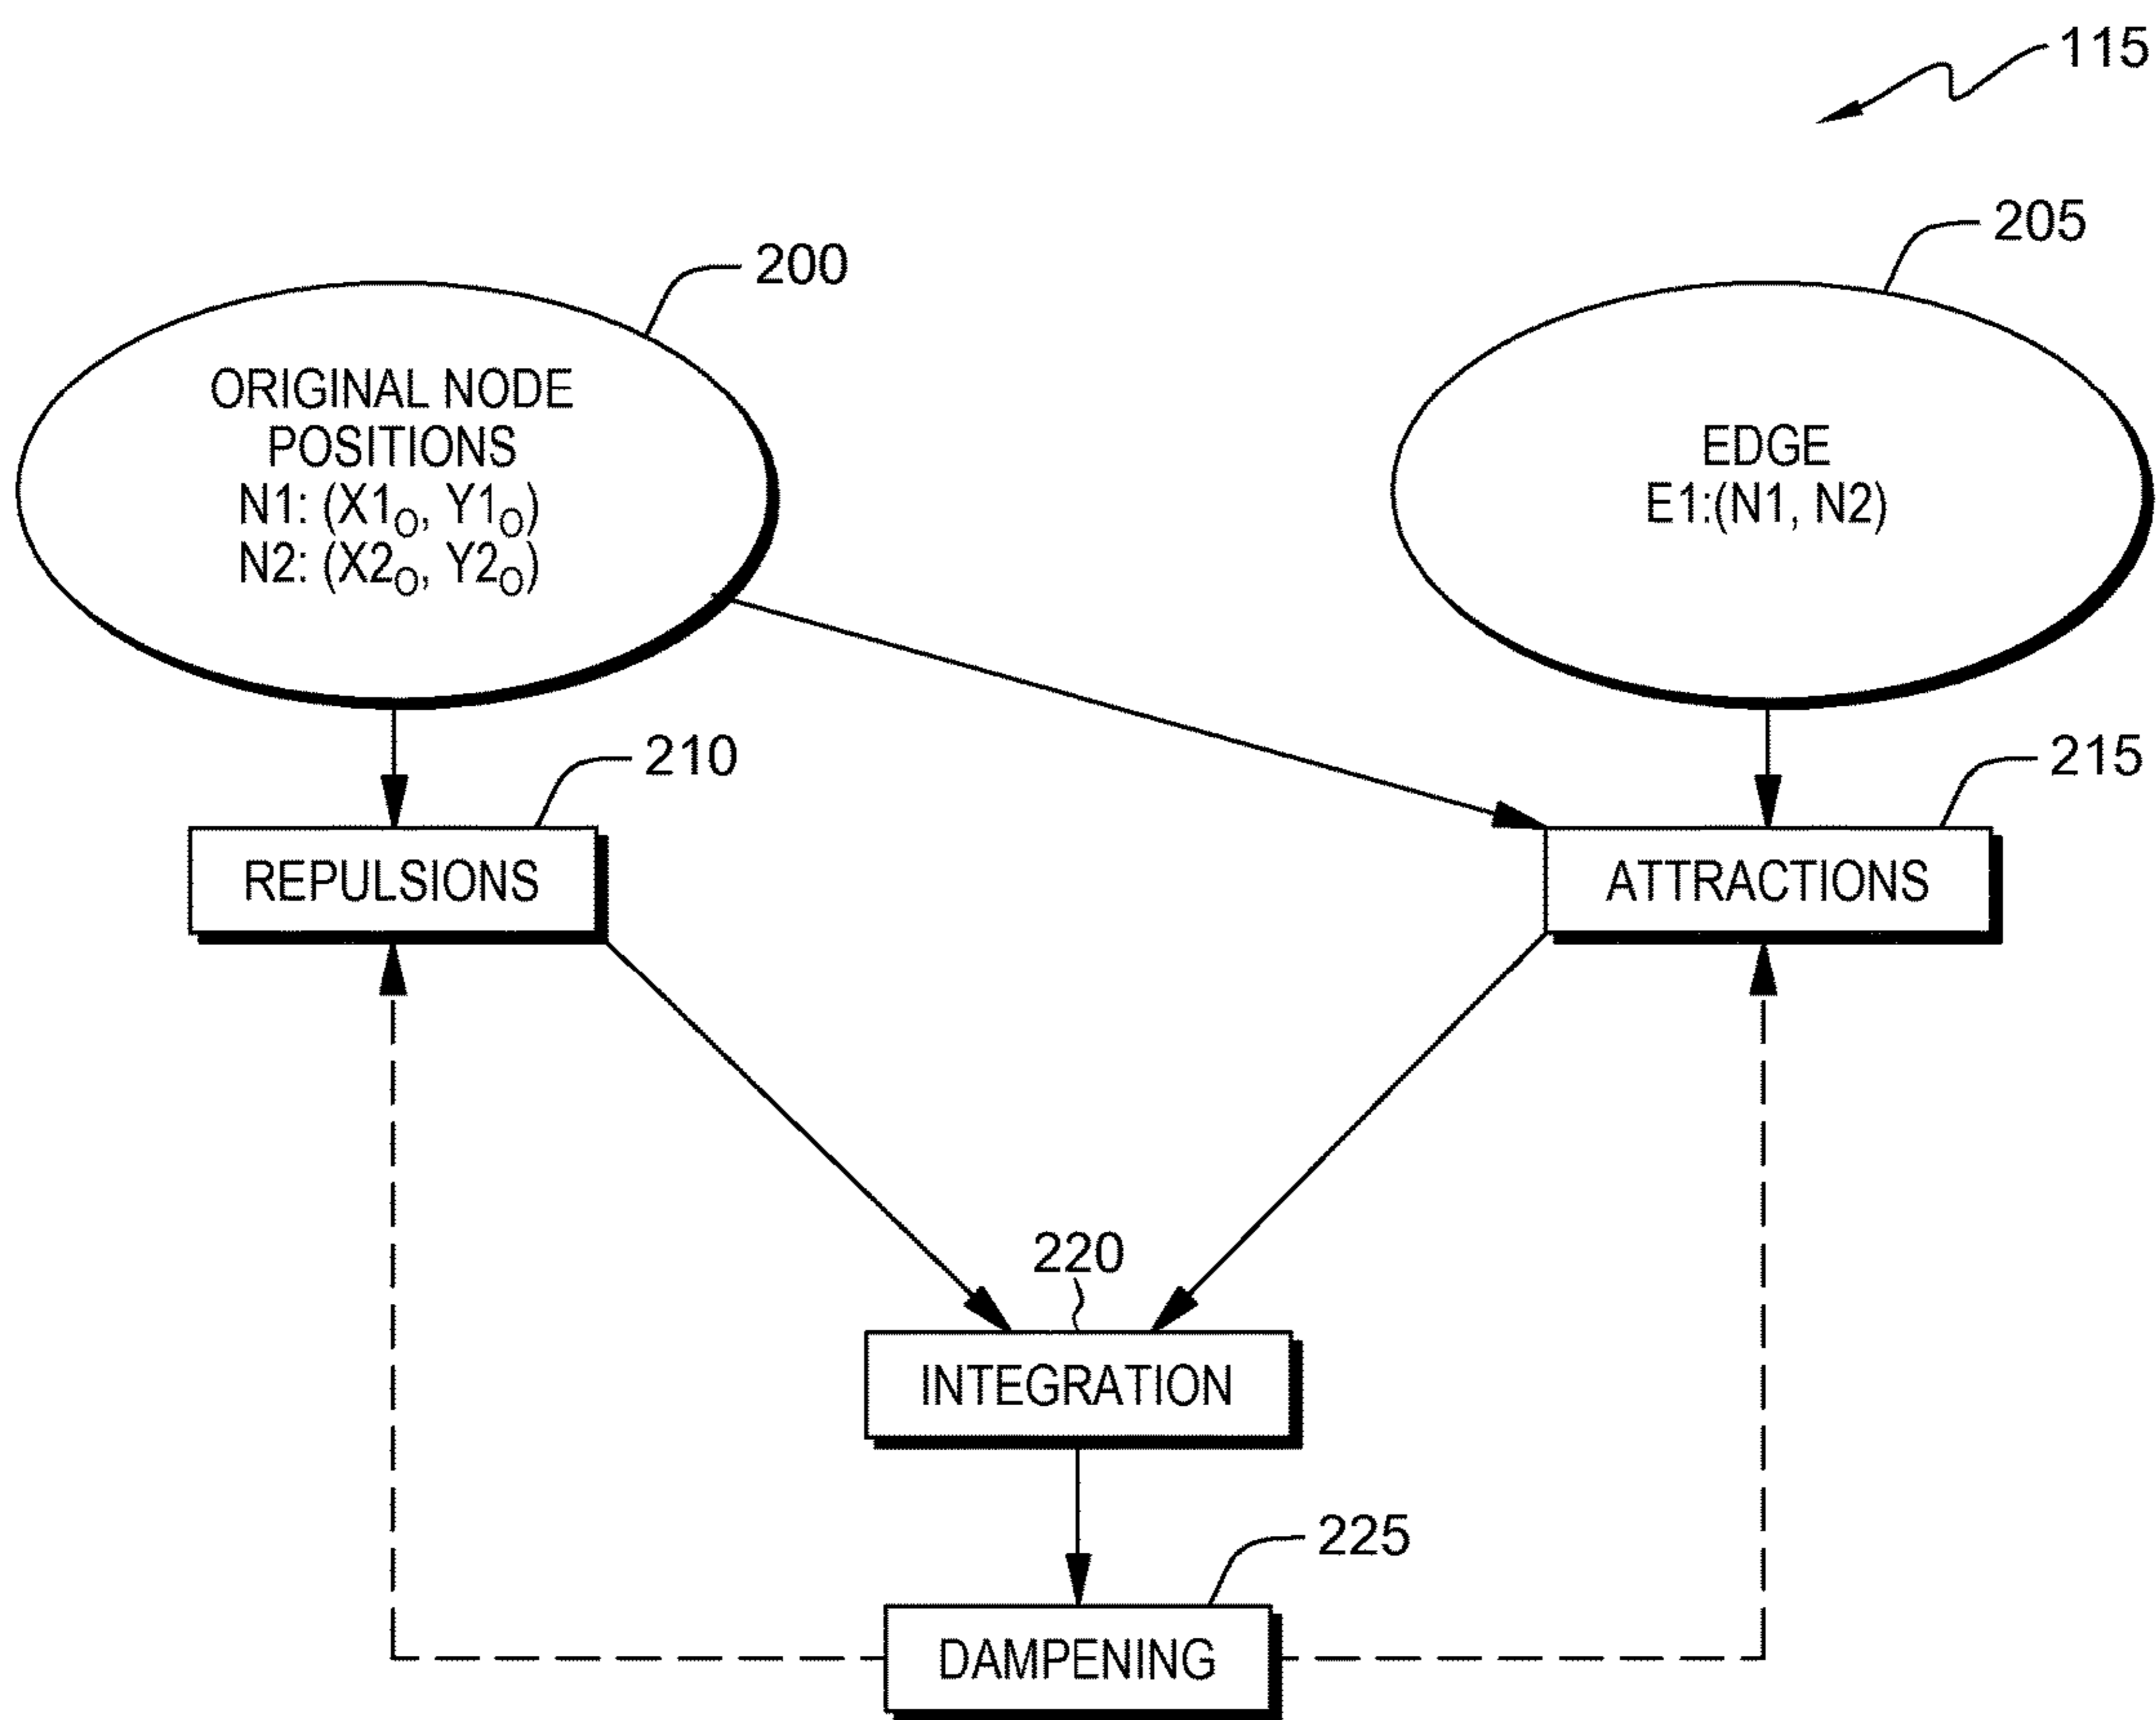 115
205
200
ORIGINAL NODE
POSITIONS
N1: (X1O, Y1O)
N2: (X2O, Y2O)
EDGE
E1:(N1, N2)
210
215
REPULSIONS
ATTRACTIONS
220
INTEGRATION
225
DAMPENING